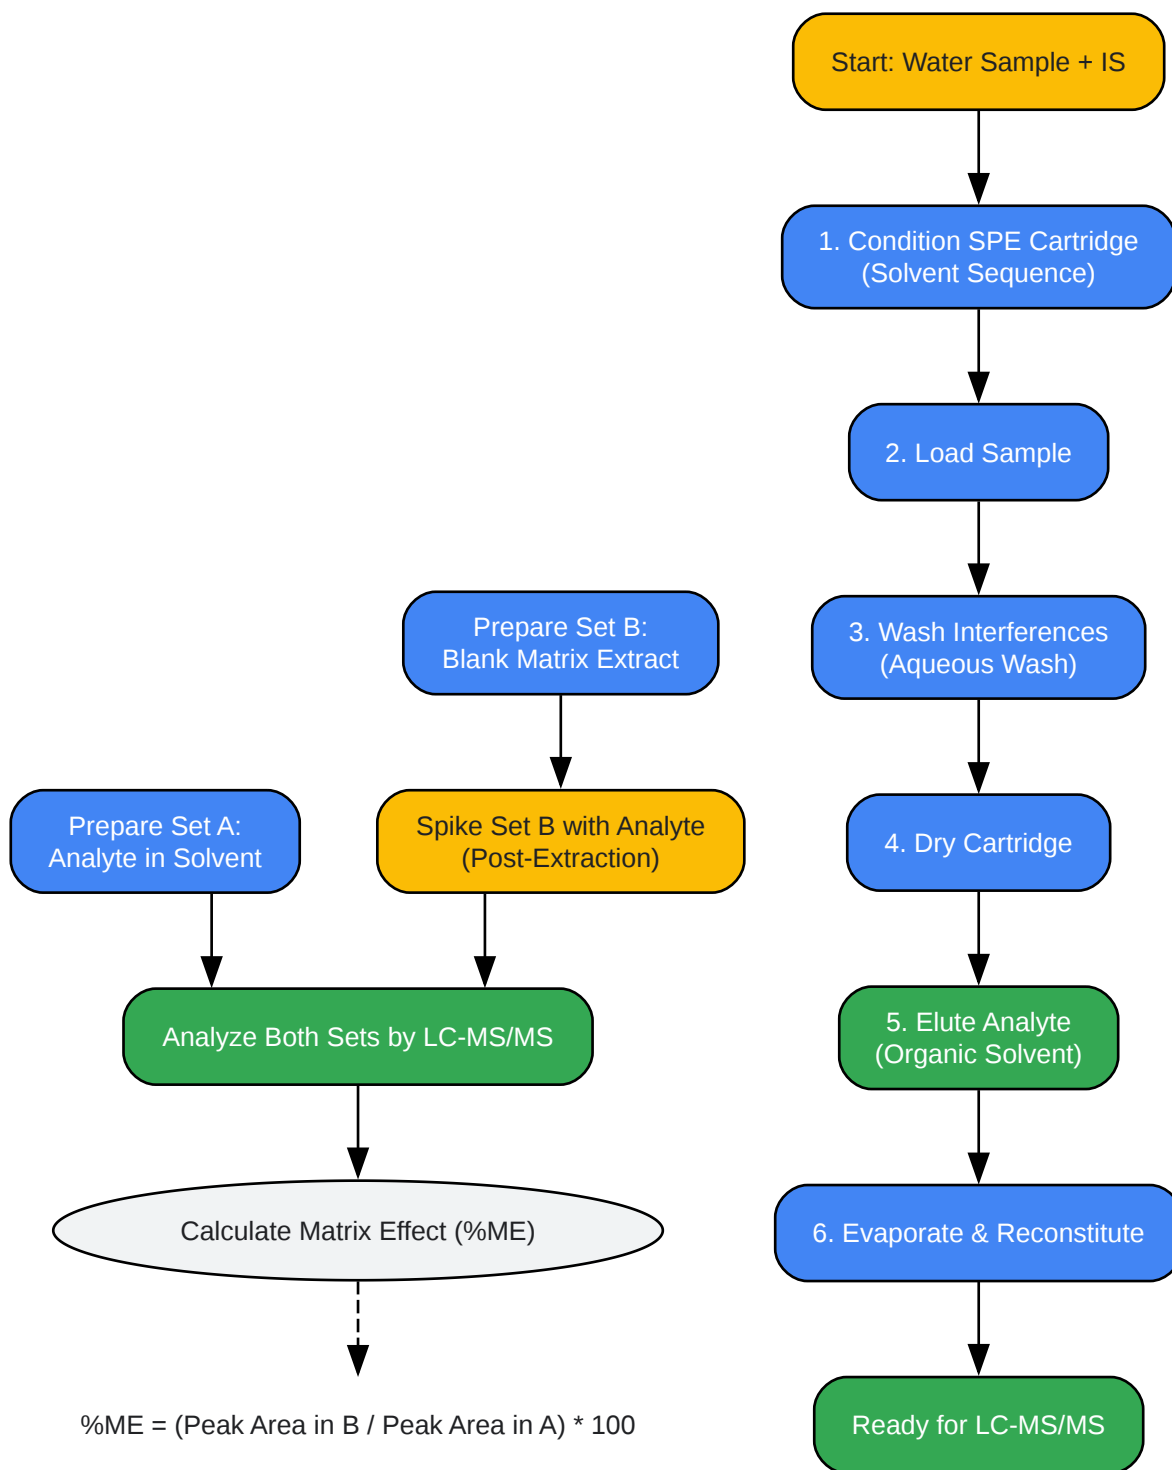 Start: Water Sample + IS
1. Condition SPE Cartridge
(Solvent Sequence)
2. Load Sample
3. Wash Interferences
(Aqueous Wash)
4. Dry Cartridge
5. Elute Analyte
(Organic Solvent)
6. Evaporate & Reconstitute
Ready for LC-MS/MS
Prepare Set B:
Blank Matrix Extract
Prepare Set A:
Analyte in Solvent
Spike Set B with Analyte
(Post-Extraction)
Analyze Both Sets by LC-MS/MS
Calculate Matrix Effect (%ME)
%ME = (Peak Area in B / Peak Area in A) * 100